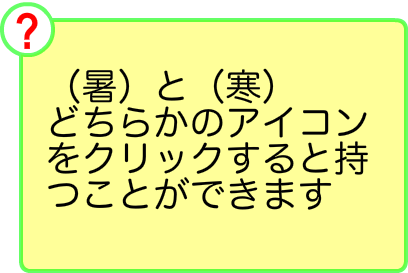 ?
（暑）と（寒）
どちらかのアイコン
をクリックすると持
つことができます